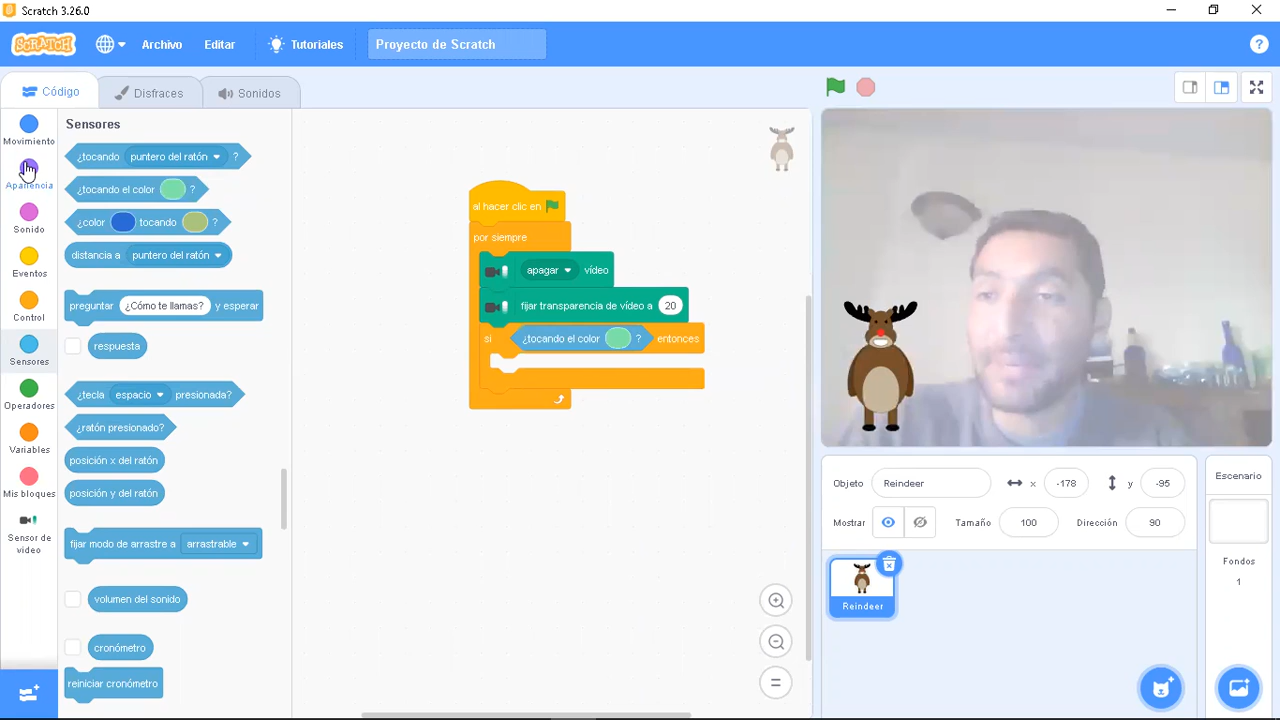 Scratch 3.26.0
SCRATCH
Archivo
Editar
Tutoriales
Proyecto de Scratch
?
Código
Disfraces
Sonidos
Movimiento
Apariencia
Sonido
Eventos
Control
Sensores
Operadores
Variables
Mis bloques
Sensor de
vídeo
Sensores
¿tocando puntero del ratón ?
¿tocando el color ?
¿color tocando ?
distancia a puntero del ratón
preguntar ¿Cómo te llamas? y esperar
respuesta
¿tecla espacio presionada?
¿ratón presionado?
posición x del ratón
posición y del ratón
fijar modo de arrastre a arrastrable
volumen del sonido
cronómetro
reiniciar cronómetro
al hacer clic en
por siempre
apagar vídeo
fijar transparencia de vídeo a 20
si ¿tocando el color ? entonces
Objeto Reindeer x -178 y -95
Mostrar Tamaño 100 Dirección 90
Reindeer
Escenario
Fondos
1